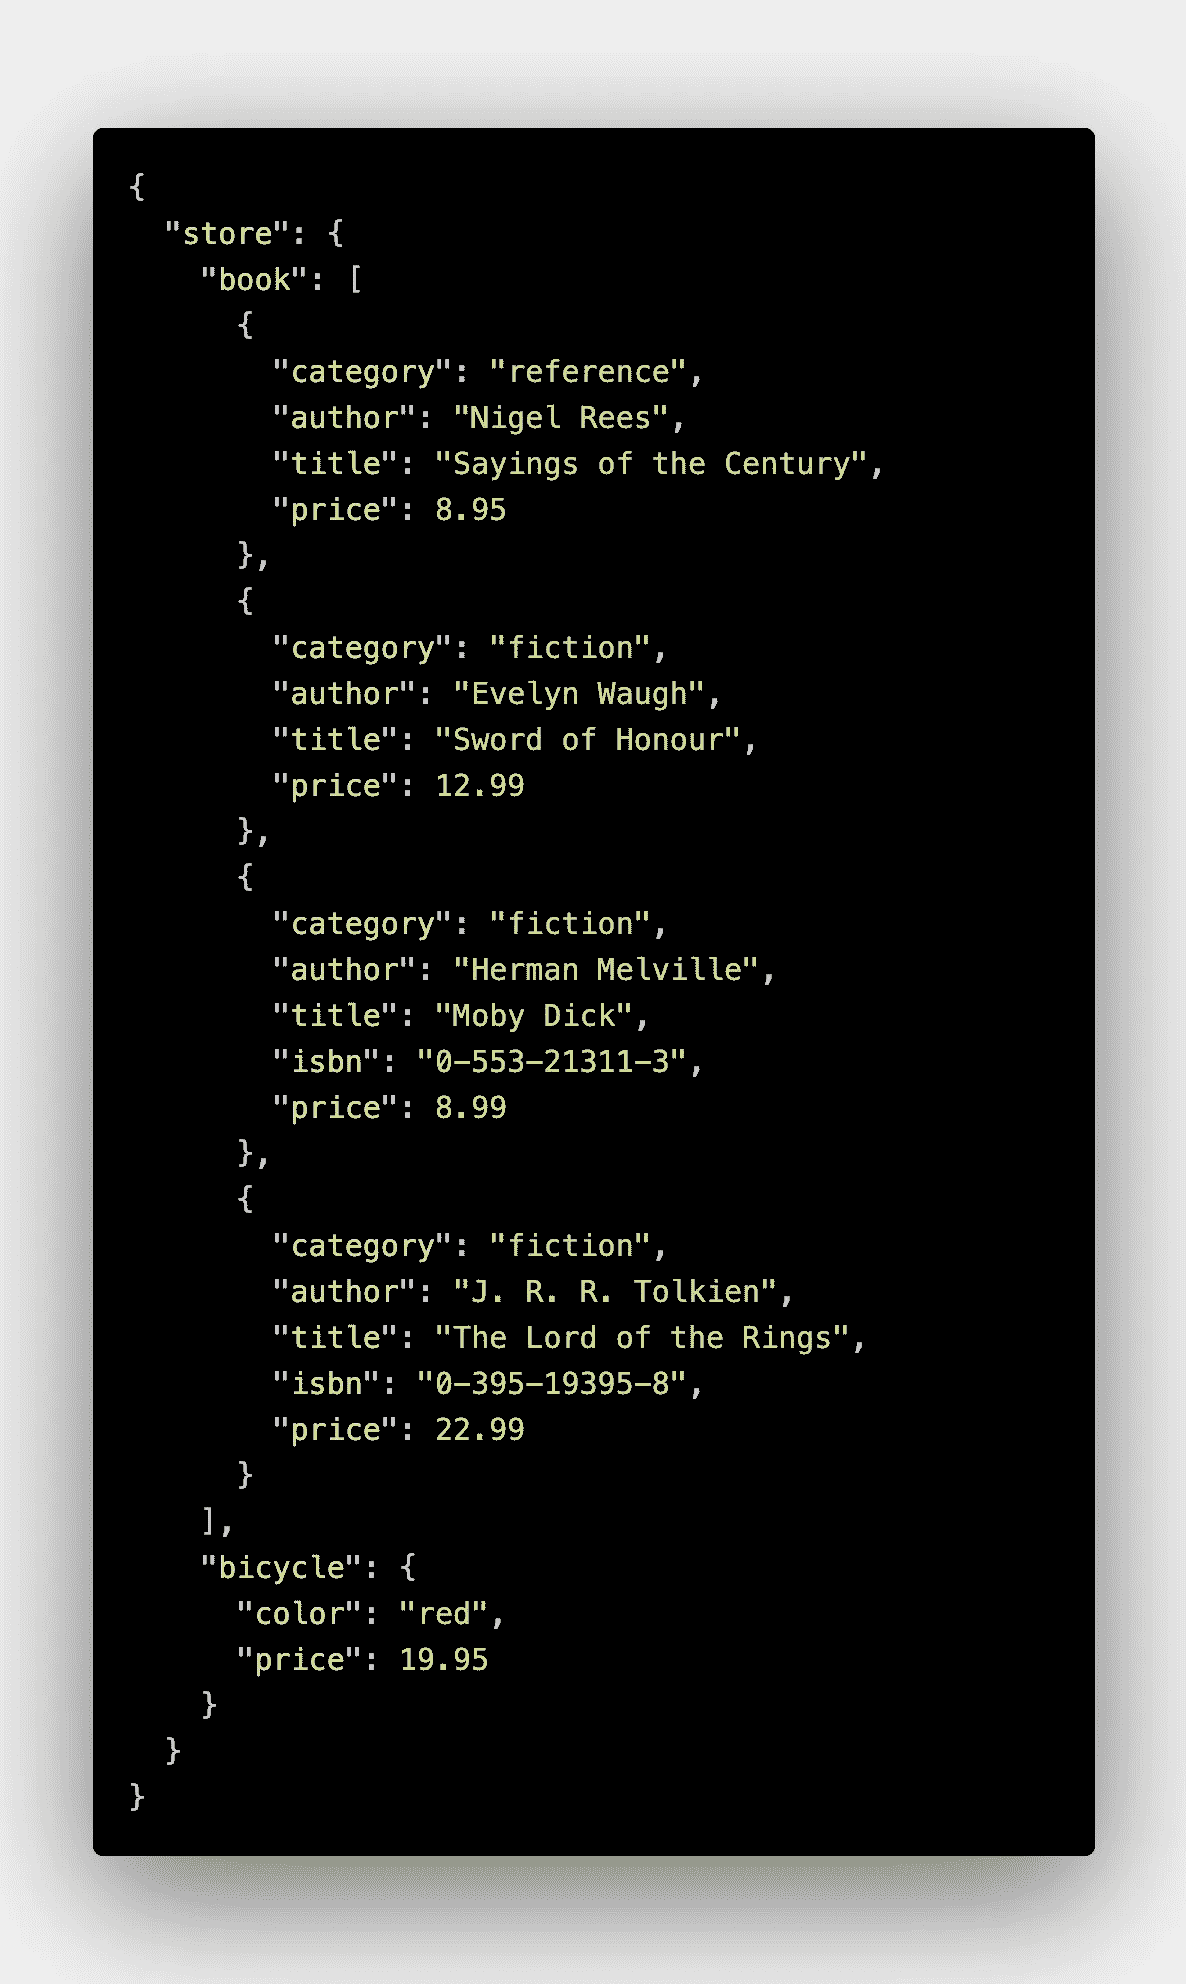 {
  "store": {
    "book": [
      {
        "category": "reference",
        "author": "Nigel Rees",
        "title": "Sayings of the Century",
        "price": 8.95
      },
      {
        "category": "fiction",
        "author": "Evelyn Waugh",
        "title": "Sword of Honour",
        "price": 12.99
      },
      {
        "category": "fiction",
        "author": "Herman Melville",
        "title": "Moby Dick",
        "isbn": "0-553-21311-3",
        "price": 8.99
      },
      {
        "category": "fiction",
        "author": "J. R. R. Tolkien",
        "title": "The Lord of the Rings",
        "isbn": "0-395-19395-8",
        "price": 22.99
      }
    ],
    "bicycle": {
      "color": "red",
      "price": 19.95
    }
  }
}